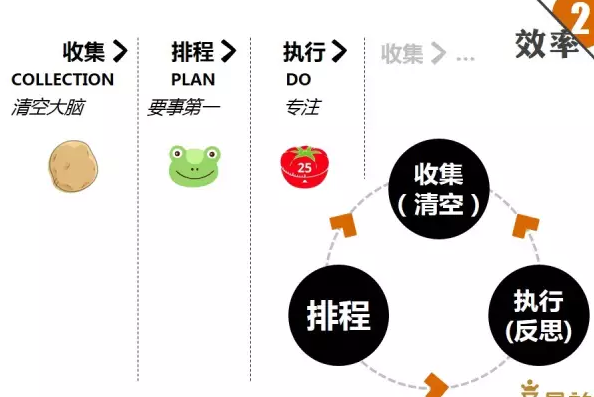 2
效率
收集 排程 执行 收集 ...
COLLECTION PLAN DO
清空大脑 要事第一 专注
25
收集
(清空)
排程
执行
(反思)